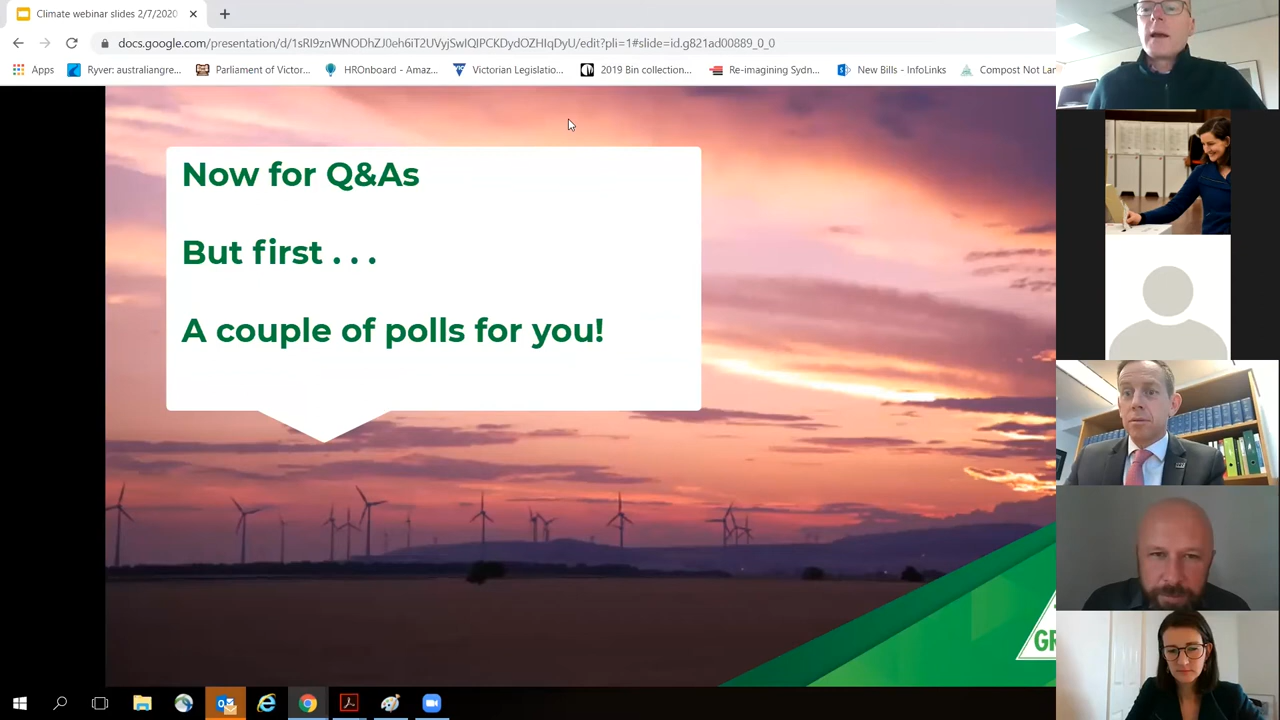 Climate webinar slides 2/7/2020
docs.google.com/presentation/d/1sRI9znWNODhZJ0eh6iT2UVyj5wIQIPCKDydOZHIqDyU/edit?pli=1#slide=id.g821ad00889_0_0
Apps
Ryver: australiangre...
Parliament of Victor...
HROnboard - Amaz...
Victorian Legislatio...
2019 Bin collection...
Re-imagining Sydn...
New Bills - InfoLinks
Compost Not Lan
Now for Q&As
But first . . .
A couple of polls for you!
GR